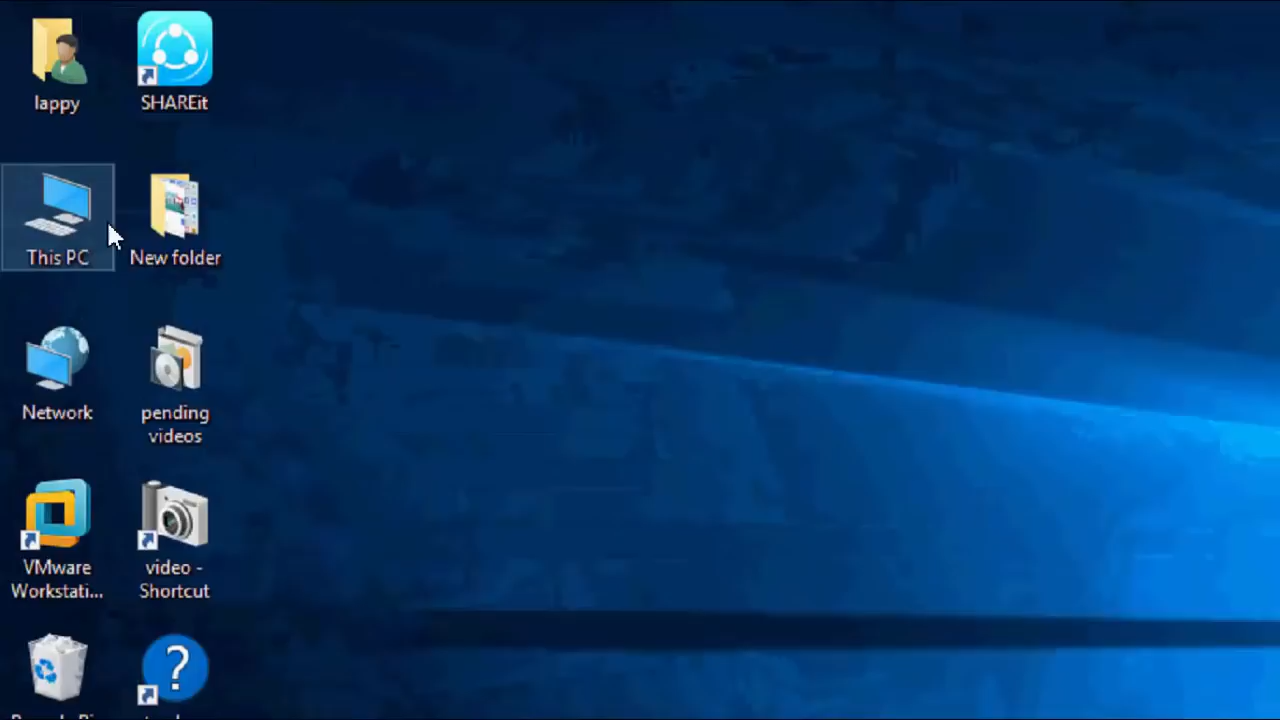 lappy
SHAREit
This PC
New folder
Network
pending
videos
VMware
Workstati...
video -
Shortcut
?